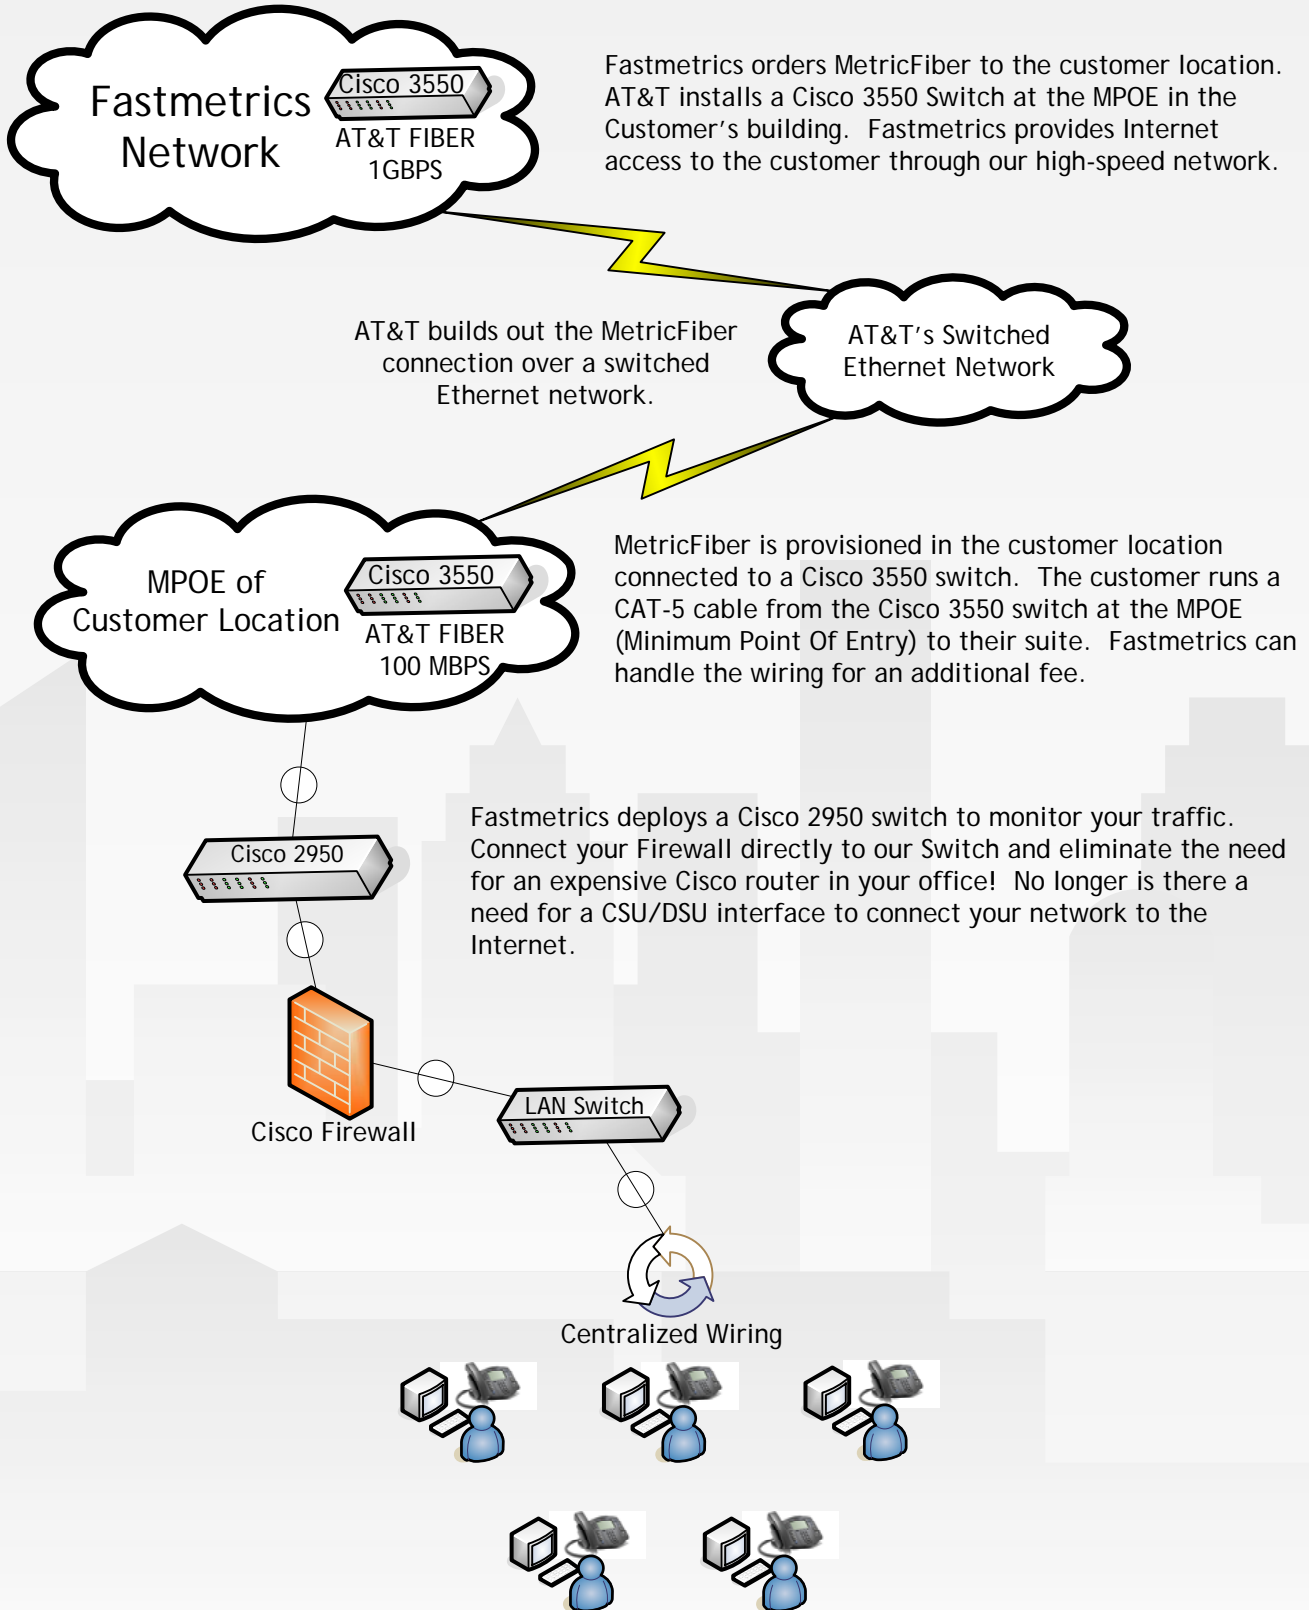 Fastmetrics
Network
Cisco 3550
AT&T FIBER
1GBPS
Fastmetrics orders MetricFiber to the customer location.
AT&T installs a Cisco 3550 Switch at the MPOE in the
Customer's building.  Fastmetrics provides Internet
access to the customer through our high-speed network.
AT&T builds out the MetricFiber
connection over a switched
Ethernet network.
AT&T's Switched
Ethernet Network
MPOE of
Customer Location
Cisco 3550
AT&T FIBER
100 MBPS
MetricFiber is provisioned in the customer location
connected to a Cisco 3550 switch.  The customer runs a
CAT-5 cable from the Cisco 3550 switch at the MPOE
(Minimum Point Of Entry) to their suite.  Fastmetrics can
handle the wiring for an additional fee.
Cisco 2950
Fastmetrics deploys a Cisco 2950 switch to monitor your traffic.
Connect your Firewall directly to our Switch and eliminate the need
for an expensive Cisco router in your office!  No longer is there a
need for a CSU/DSU interface to connect your network to the
Internet.
Cisco Firewall
LAN Switch
Centralized Wiring